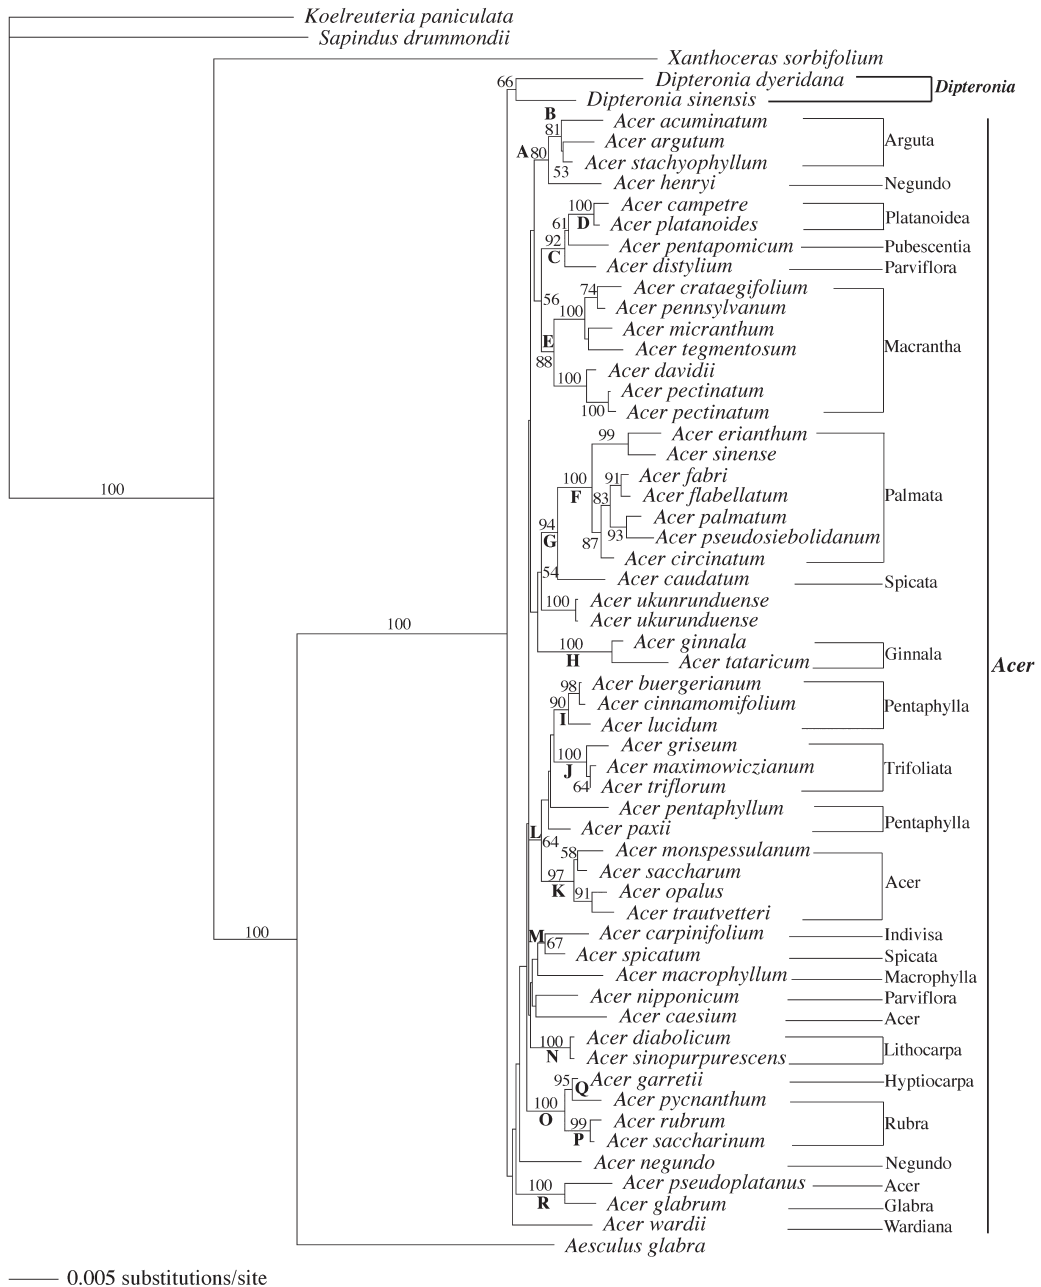 Koelreuteria paniculata
Sapindus drummondii
Xanthoceras sorbifolium
66 Dipteronia dyeridana
Dipteronia
Dipteronia sinensis
B
Acer acuminatum
81
Acer argutum Arguta
A 80
Acer stachyophyllum
53
Acer henryi Negundo
100 Acer campetre
D Acer platanoides Platanoidea
61
92 Acer pentapomicum Pubescentia
C
Acer distylium Parviflora
74 Acer crataegifolium
56
Acer pennsylvanum
100
Acer micranthum
E
Acer tegmentosum Macrantha
88
Acer davidii
100
Acer pectinatum
100 Acer pectinatum
99 Acer erianthum
Acer sinense
100 91 Acer fabri
F 83 Acer flabellatum Palmata
Acer palmatum
94
G 87 93 Acer pseudosiebolidanum
Acer circinatum
54
Acer caudatum Spicata
100 Acer ukunrunduense
Acer ukurunduense
100 Acer ginnala
H Ginnala
Acer tataricum
Acer
98 Acer buergerianum
90 Acer cinnamomifolium Pentaphylla
I Acer lucidum
100 Acer griseum
J Acer maximowiczianum Trifoliata
64 Acer triflorum
Acer pentaphyllum
Pentaphylla
Acer paxii
L 64
58 Acer monspessulanum
97 Acer saccharum
K 91 Acer opalus Acer
Acer trautvetteri
M 67 Acer carpinifolium Indivisa
Acer spicatum Spicata
Acer macrophyllum Macrophylla
Acer nipponicum Parviflora
Acer caesium Acer
100 Acer diabolicum
N Lithocarpa
Acer sinopurpurescens
95 Q Acer garretii Hyptiocarpa
100 Acer pycnanthum
O 99 Acer rubrum Rubra
P Acer saccharinum
Acer negundo Negundo
100 Acer pseudoplatanus Acer
R Acer glabrum Glabra
Acer wardii Wardiana
Aesculus glabra
100
100
100
0.005 substitutions/site